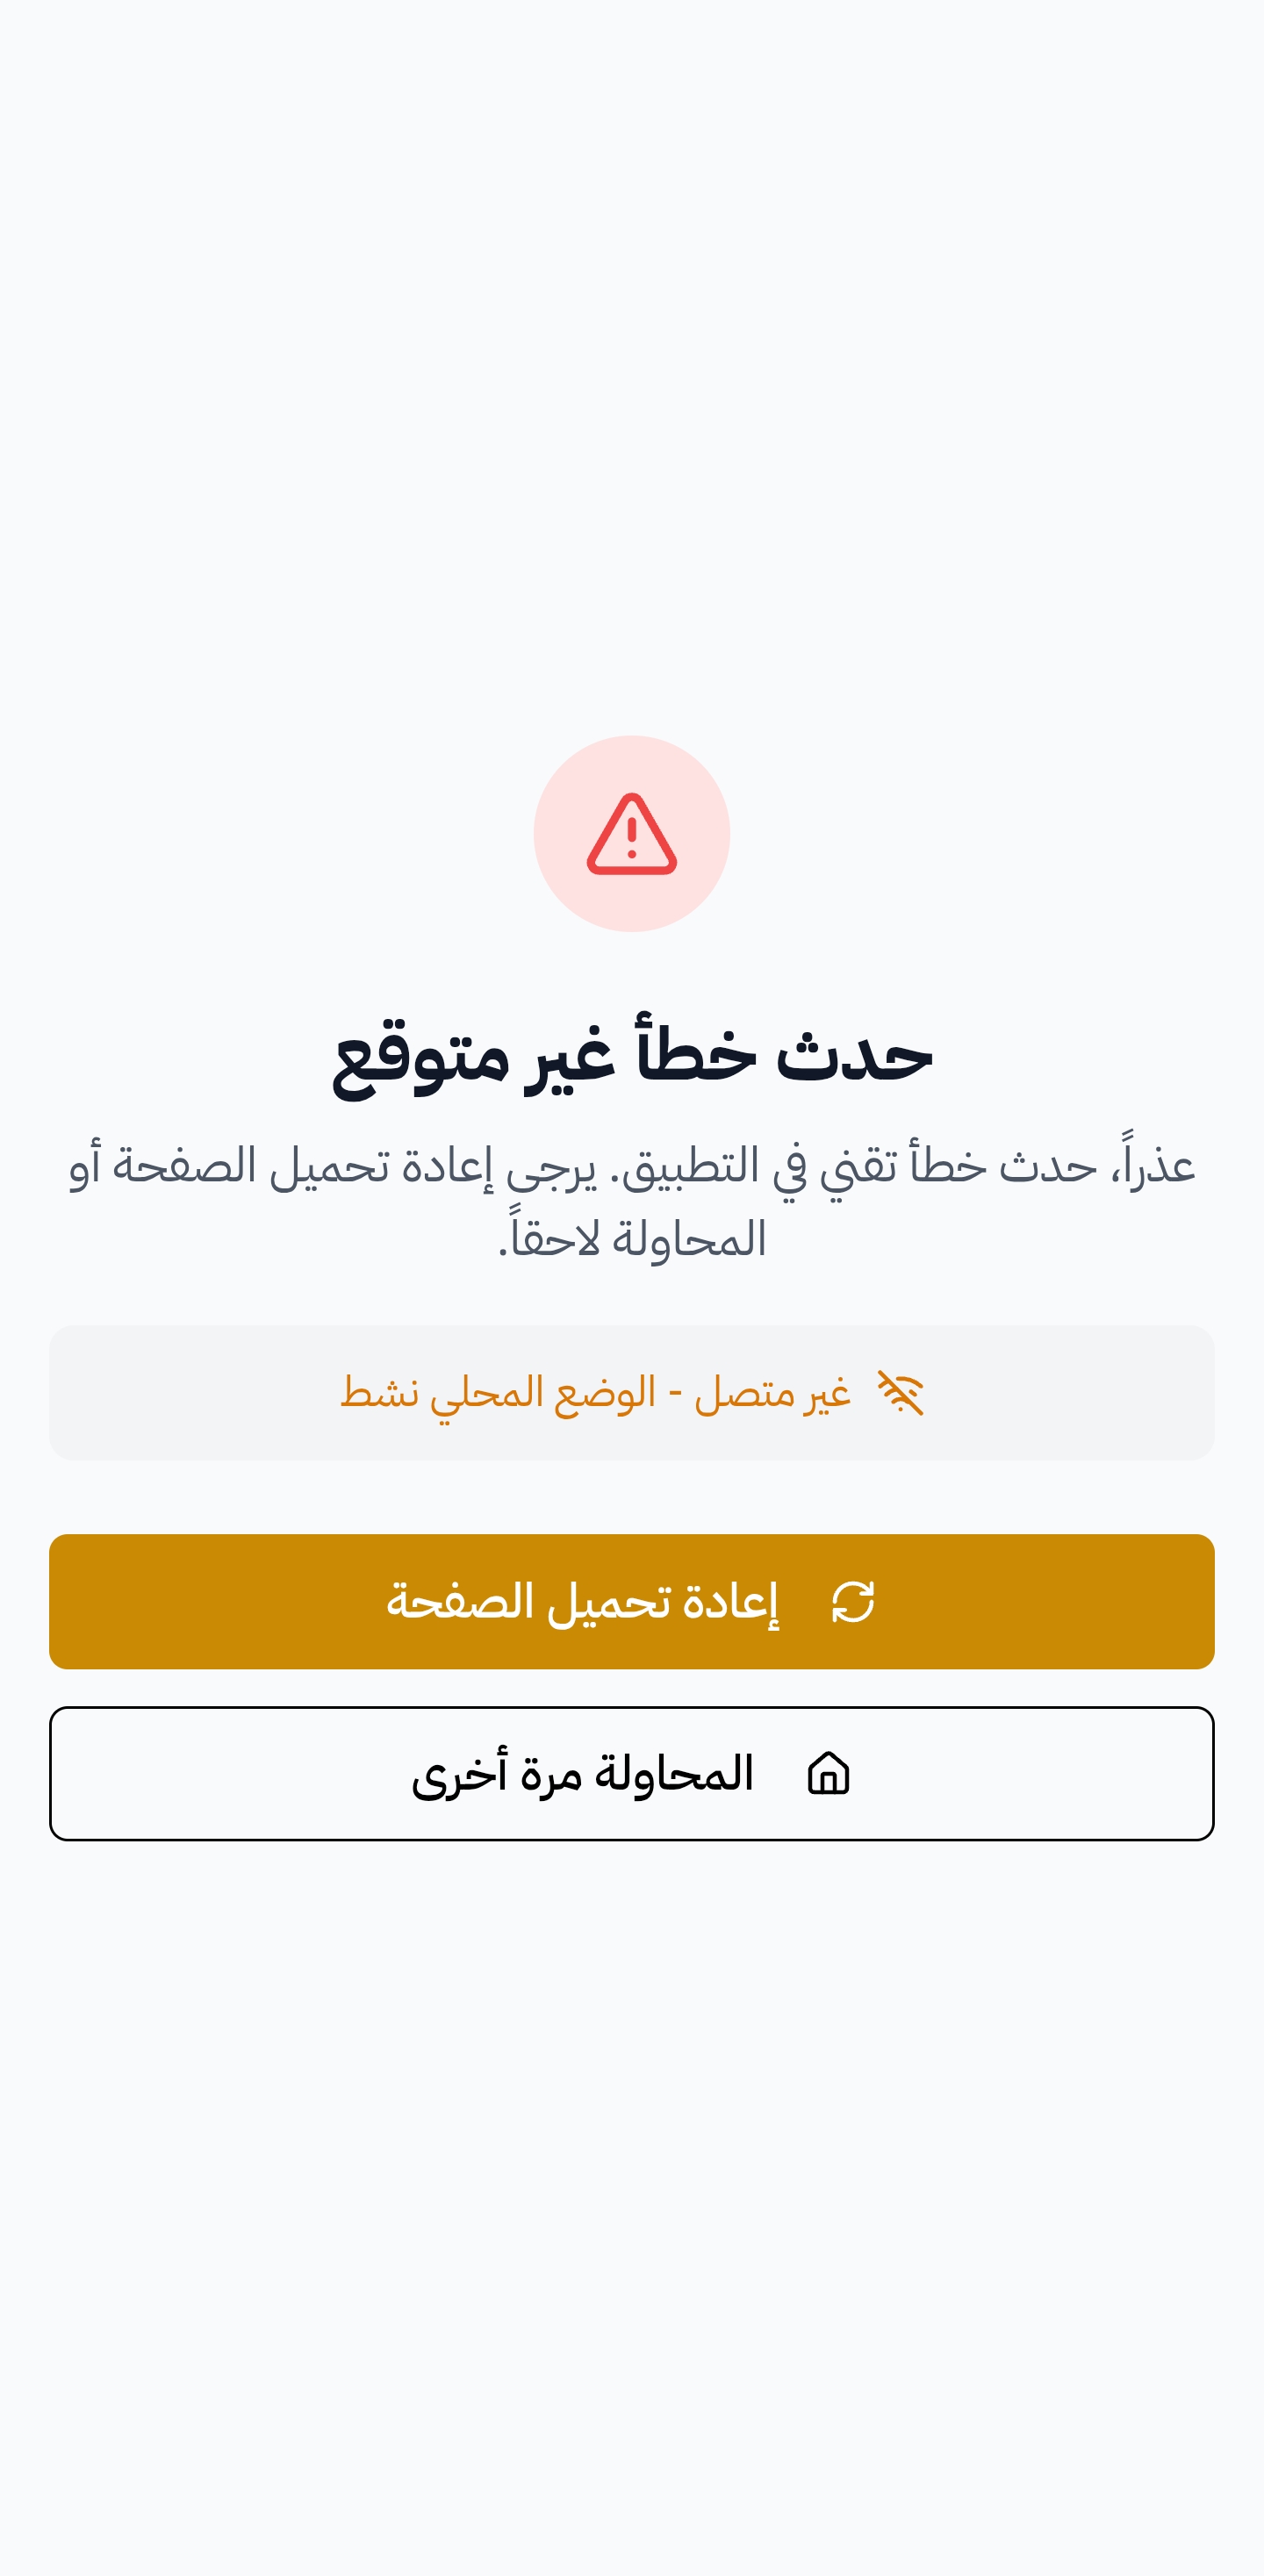 حدث خطأ غير متوقع
عذراً، حدث خطأ تقني في التطبيق. يرجى إعادة تحميل الصفحة أو
المحاولة لاحقاً.
غير متصل - الوضع المحلي نشط
إعادة تحميل الصفحة
المحاولة مرة أخرى